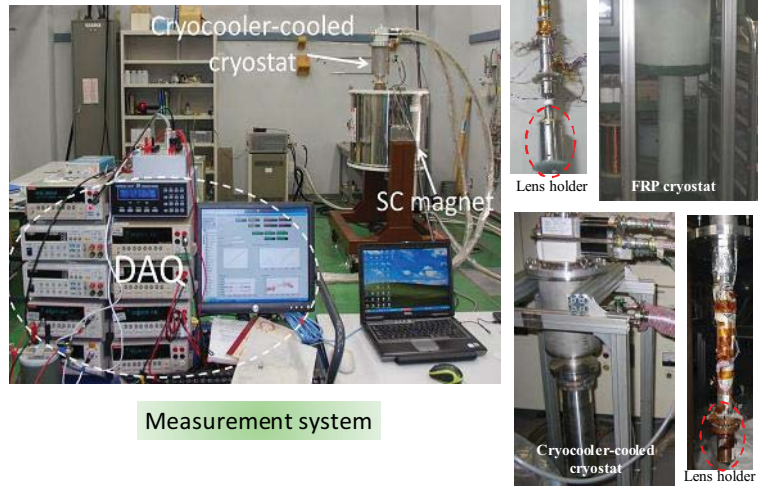 Cryocooler-cooled
cryostat
SC magnet
DAQ
Measurement system
Lens holder
FRP cryostat
Cryocooler-cooled
cryostat
Lens holder